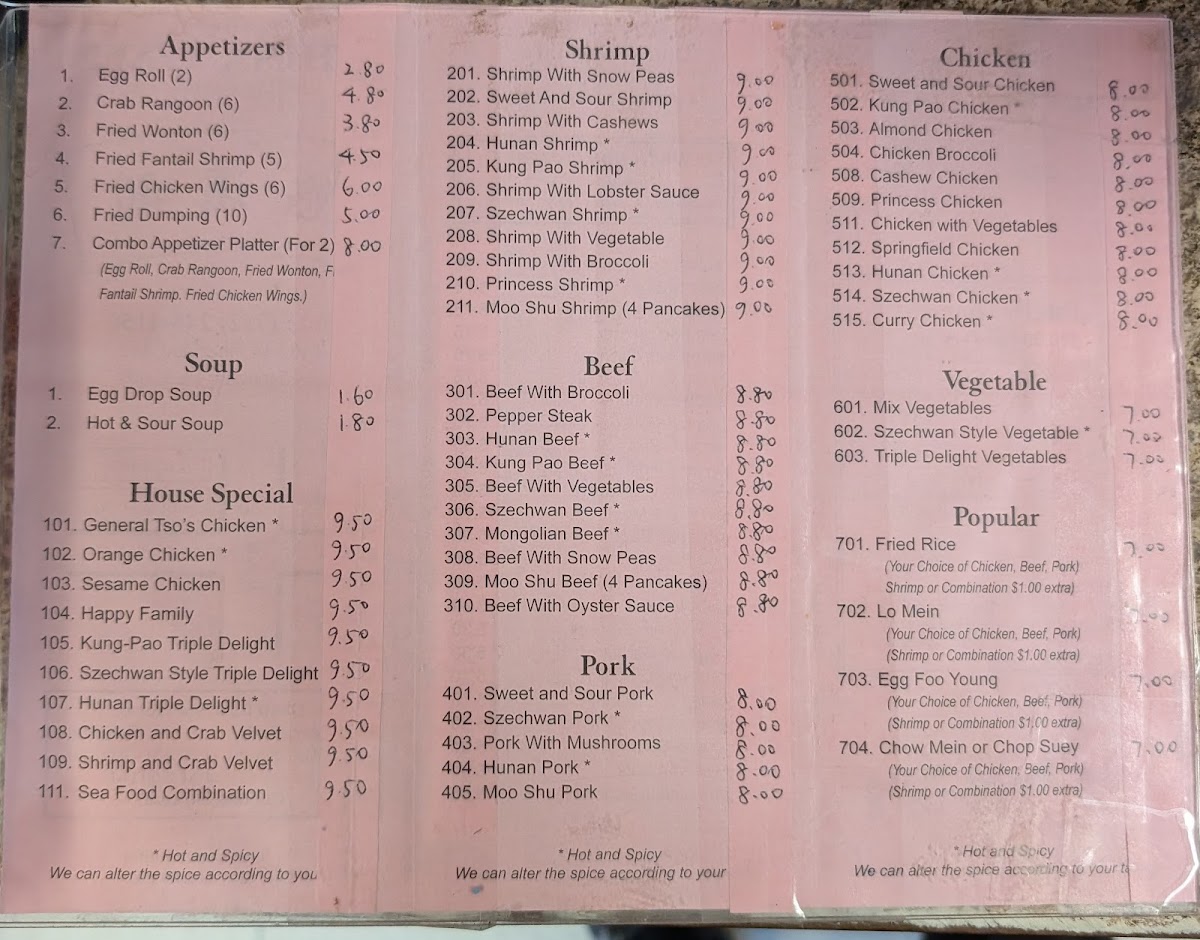 Appetizers
1. Egg Roll (2) 2.80
2. Crab Rangoon (6) 4.80
3. Fried Wonton (6) 3.80
4. Fried Fantail Shrimp (5) 4.50
5. Fried Chicken Wings (6) 6.00
6. Fried Dumping (10) 5.00
7. Combo Appetizer Platter (For 2) 8.00
(Egg Roll, Crab Rangoon, Fried Wonton, F
Fantail Shrimp. Fried Chicken Wings.)
Soup
1. Egg Drop Soup 1.60
2. Hot & Sour Soup 1.80
House Special
101. General Tso's Chicken * 9.50
102. Orange Chicken * 9.50
103. Sesame Chicken 9.50
104. Happy Family 9.50
105. Kung-Pao Triple Delight 9.50
106. Szechwan Style Triple Delight 9.50
107. Hunan Triple Delight * 9.50
108. Chicken and Crab Velvet 9.50
109. Shrimp and Crab Velvet 9.50
111. Sea Food Combination 9.50
* Hot and Spicy
We can alter the spice according to you
Shrimp
201. Shrimp With Snow Peas 9.00
202. Sweet And Sour Shrimp 9.00
203. Shrimp With Cashews 9.00
204. Hunan Shrimp * 9.00
205. Kung Pao Shrimp * 9.00
206. Shrimp With Lobster Sauce 9.00
207. Szechwan Shrimp * 9.00
208. Shrimp With Vegetable 9.00
209. Shrimp With Broccoli 9.00
210. Princess Shrimp * 9.00
211. Moo Shu Shrimp (4 Pancakes) 9.00
Beef
301. Beef With Broccoli 8.80
302. Pepper Steak 8.80
303. Hunan Beef * 8.80
304. Kung Pao Beef * 8.80
305. Beef With Vegetables 8.80
306. Szechwan Beef * 8.80
307. Mongolian Beef * 8.80
308. Beef With Snow Peas 8.80
309. Moo Shu Beef (4 Pancakes) 8.80
310. Beef With Oyster Sauce 8.80
Pork
401. Sweet and Sour Pork 8.00
402. Szechwan Pork * 8.00
403. Pork With Mushrooms 8.00
404. Hunan Pork * 8.00
405. Moo Shu Pork 8.00
* Hot and Spicy
We can alter the spice according to your
Chicken
501. Sweet and Sour Chicken 8.00
502. Kung Pao Chicken * 8.00
503. Almond Chicken 8.00
504. Chicken Broccoli 8.00
508. Cashew Chicken 8.00
509. Princess Chicken 8.00
511. Chicken with Vegetables 8.00
512. Springfield Chicken 8.00
513. Hunan Chicken * 8.00
514. Szechwan Chicken * 8.00
515. Curry Chicken * 8.00
Vegetable
601. Mix Vegetables 7.00
602. Szechwan Style Vegetable * 7.00
603. Triple Delight Vegetables 7.00
Popular
701. Fried Rice 7.00
(Your Choice of Chicken, Beef, Pork)
Shrimp or Combination $1.00 extra)
702. Lo Mein 7.00
(Your Choice of Chicken, Beef, Pork)
(Shrimp or Combination $1.00 extra)
703. Egg Foo Young 7.00
(Your Choice of Chicken, Beef, Pork)
(Shrimp or Combination $1.00 extra)
704. Chow Mein or Chop Suey 7.00
(Your Choice of Chicken, Beef, Pork)
(Shrimp or Combination $1.00 extra)
* Hot and Spicy
We can alter the spice according to your t